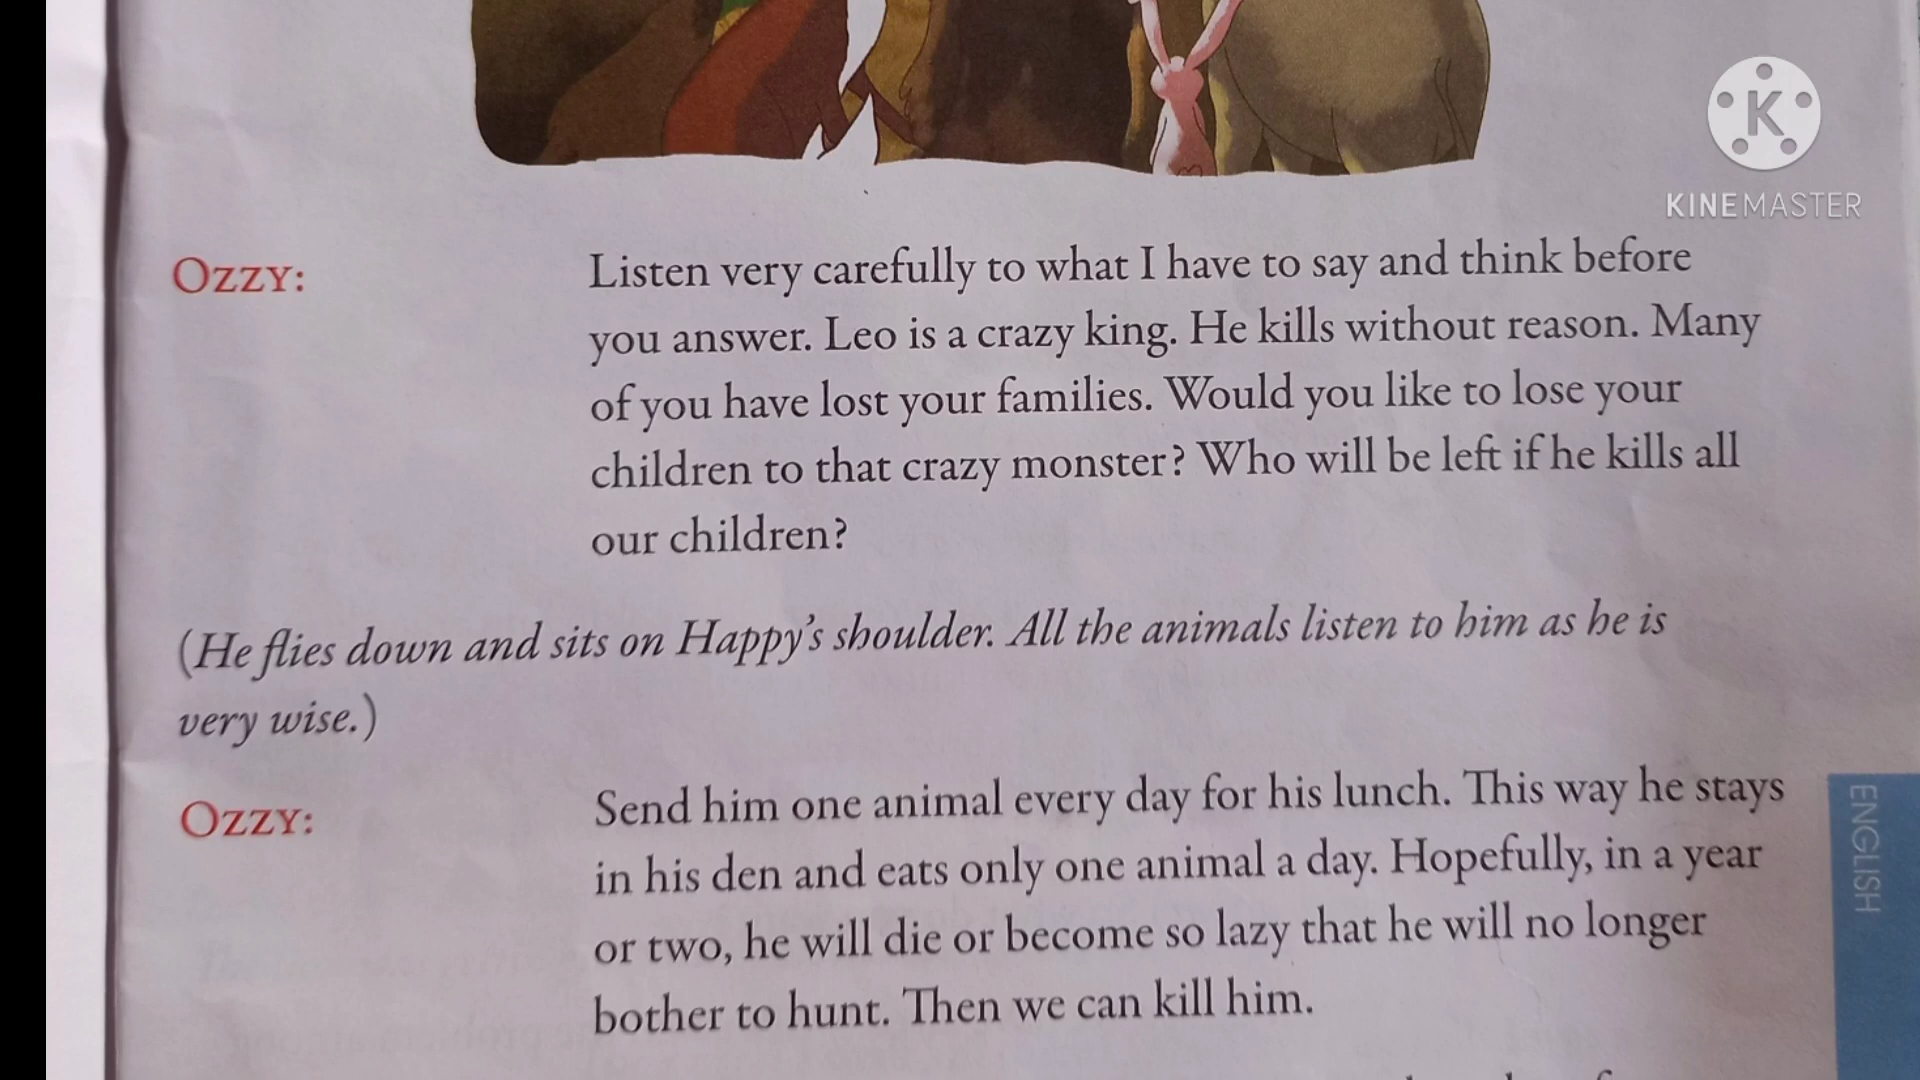 K
KINEMASTER
OZZY:
Listen very carefully to what I have to say and think before
you answer. Leo is a crazy king. He kills without reason. Many
of you have lost your families. Would you like to lose your
children to that crazy monster? Who will be left if he kills all
our children?
(He flies down and sits on Happy's shoulder. All the animals listen to him as he is
very wise.)
OZZY:
Send him one animal every day for his lunch. This way he stays
in his den and eats only one animal a day. Hopefully, in a year
or two, he will die or become so lazy that he will no longer
bother to hunt. Then we can kill him.
ENGLISH